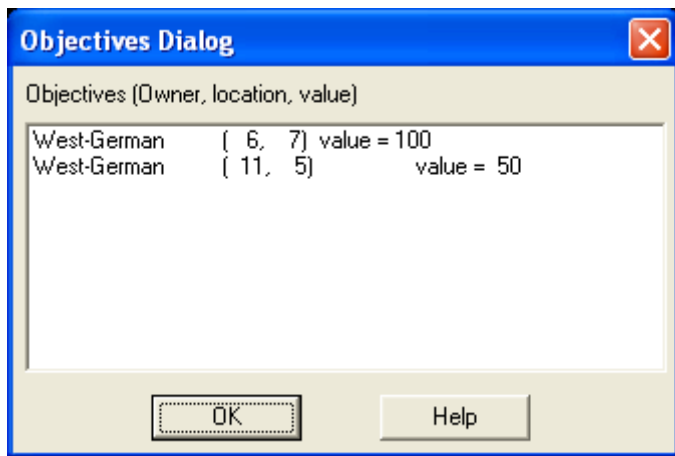 Objectives Dialog
Objectives (Owner, location, value)
West-German ( 6, 7) value = 100
West-German ( 11, 5) value = 50
OK
Help